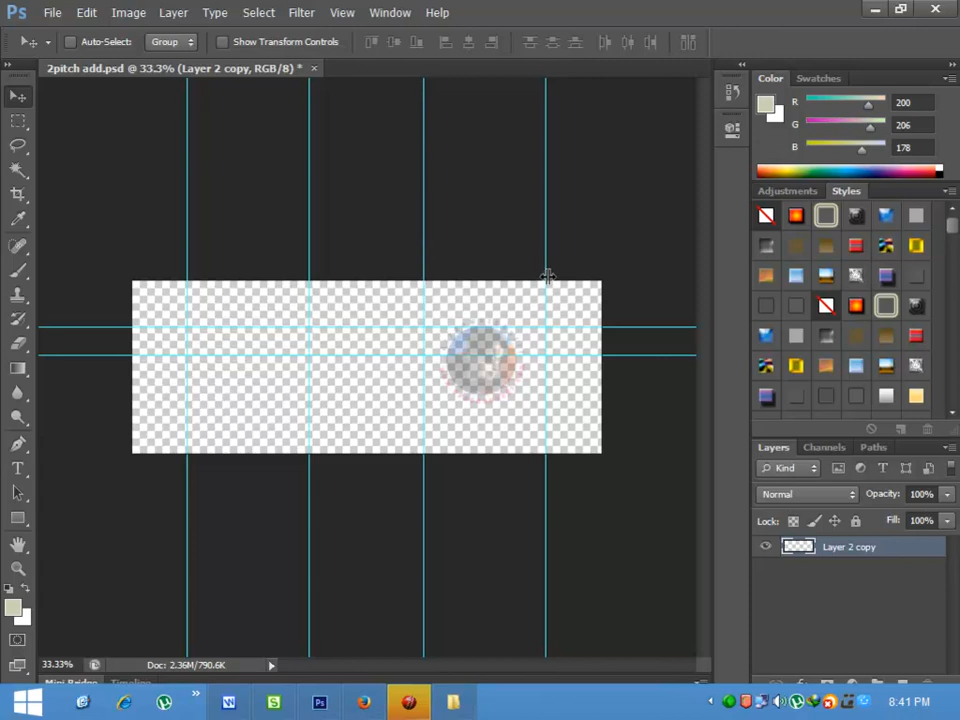 Ps File Edit Image Layer Type Select Filter View Window Help
Auto-Select: Group Show Transform Controls
2pitch add.psd @ 33.3% (Layer 2 copy, RGB/8) * ×
Color Swatches
R 200
G 206
B 178
Adjustments Styles
Layers Channels Paths
Kind
Normal Opacity: 100%
Lock: Fill: 100%
Layer 2 copy
33.33% Doc: 2.36M/790.6K
Mini Bridge Timeline
8:41 PM